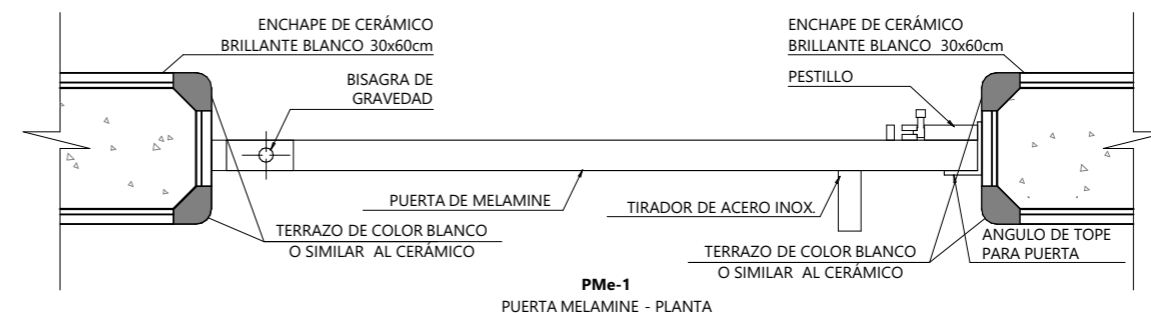 ENCHAPE DE CERÁMICO
BRILLANTE BLANCO 30x60cm
BISAGRA DE
GRAVEDAD
ENCHAPE DE CERÁMICO
BRILLANTE BLANCO 30x60cm
PESTILLO
PUERTA DE MELAMINE
TIRADOR DE ACERO INOX.
TERRAZO DE COLOR BLANCO
O SIMILAR AL CERÁMICO
TERRAZO DE COLOR BLANCO
O SIMILAR AL CERÁMICO
ANGULO DE TOPE
PARA PUERTA
PMe-1
PUERTA MELAMINE - PLANTA